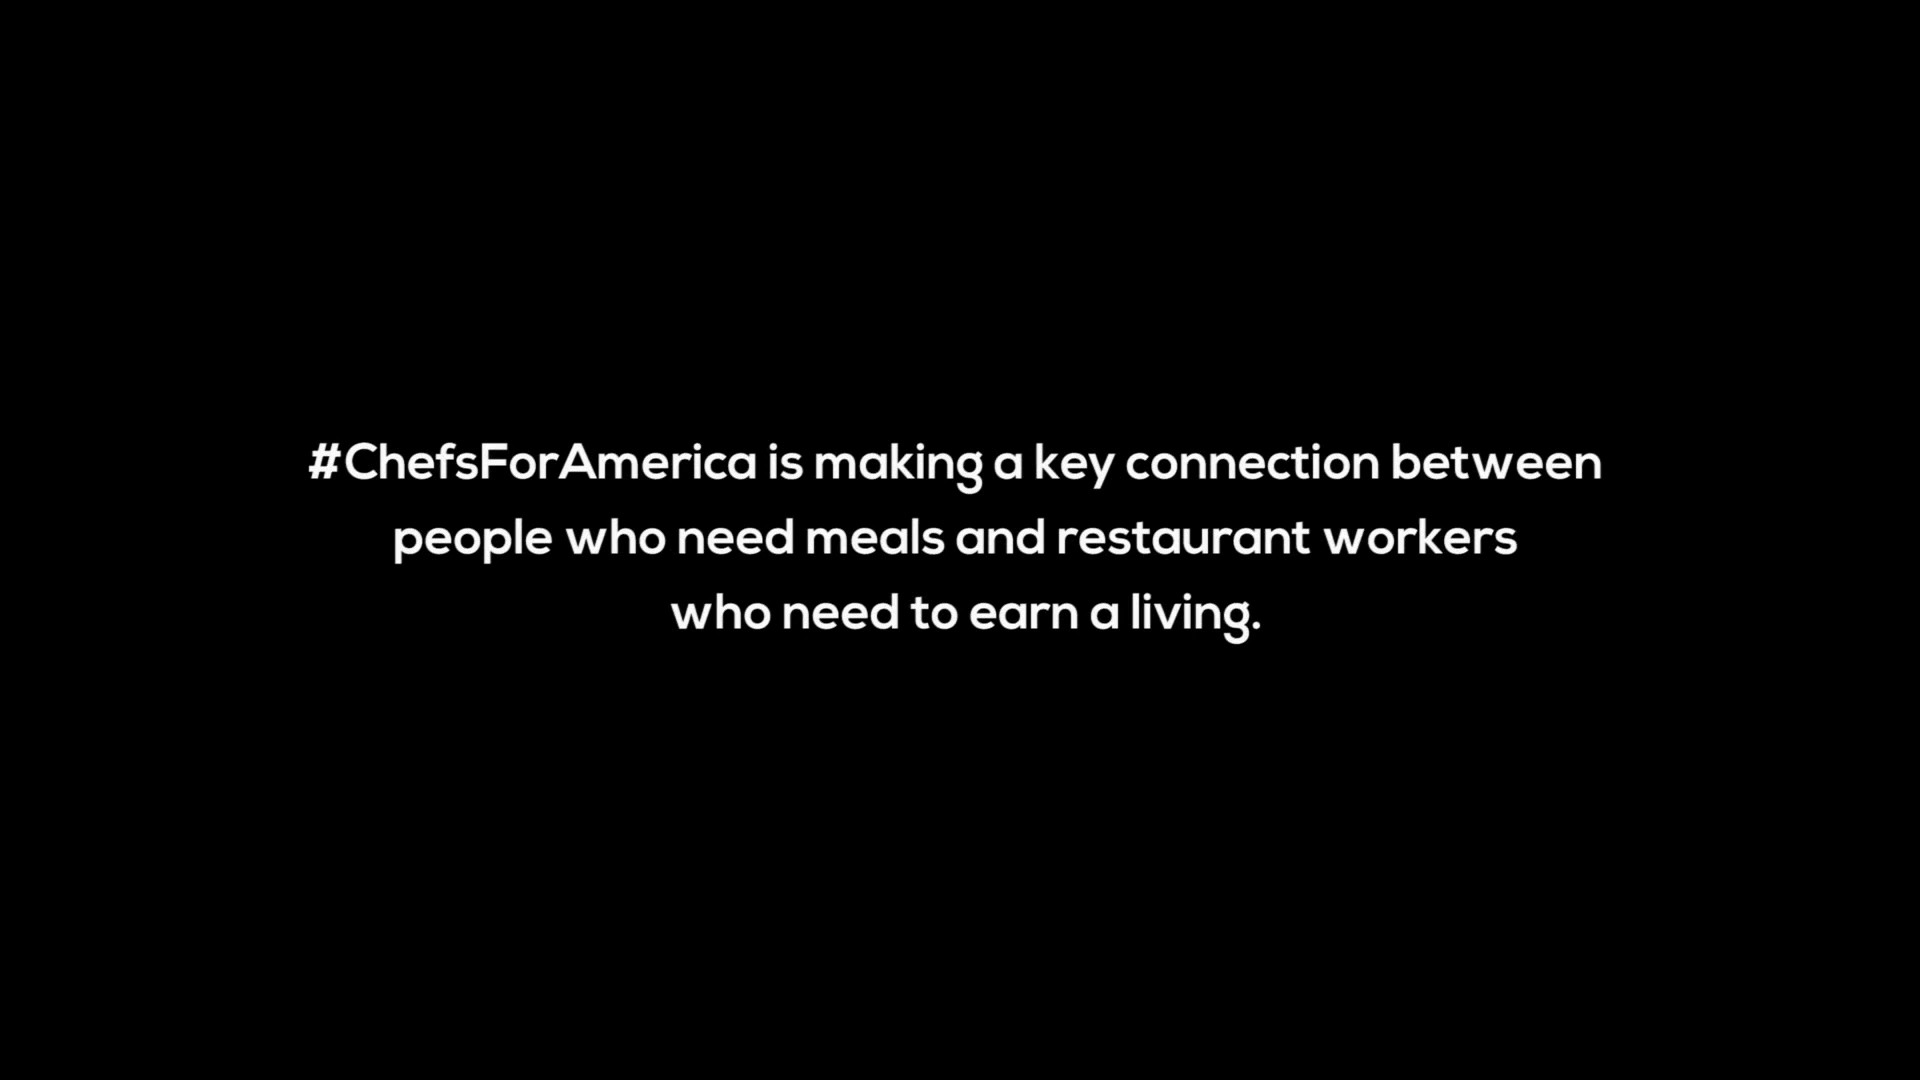 #ChefsForAmerica is making a key connection between
people who need meals and restaurant workers
who need to earn a living.